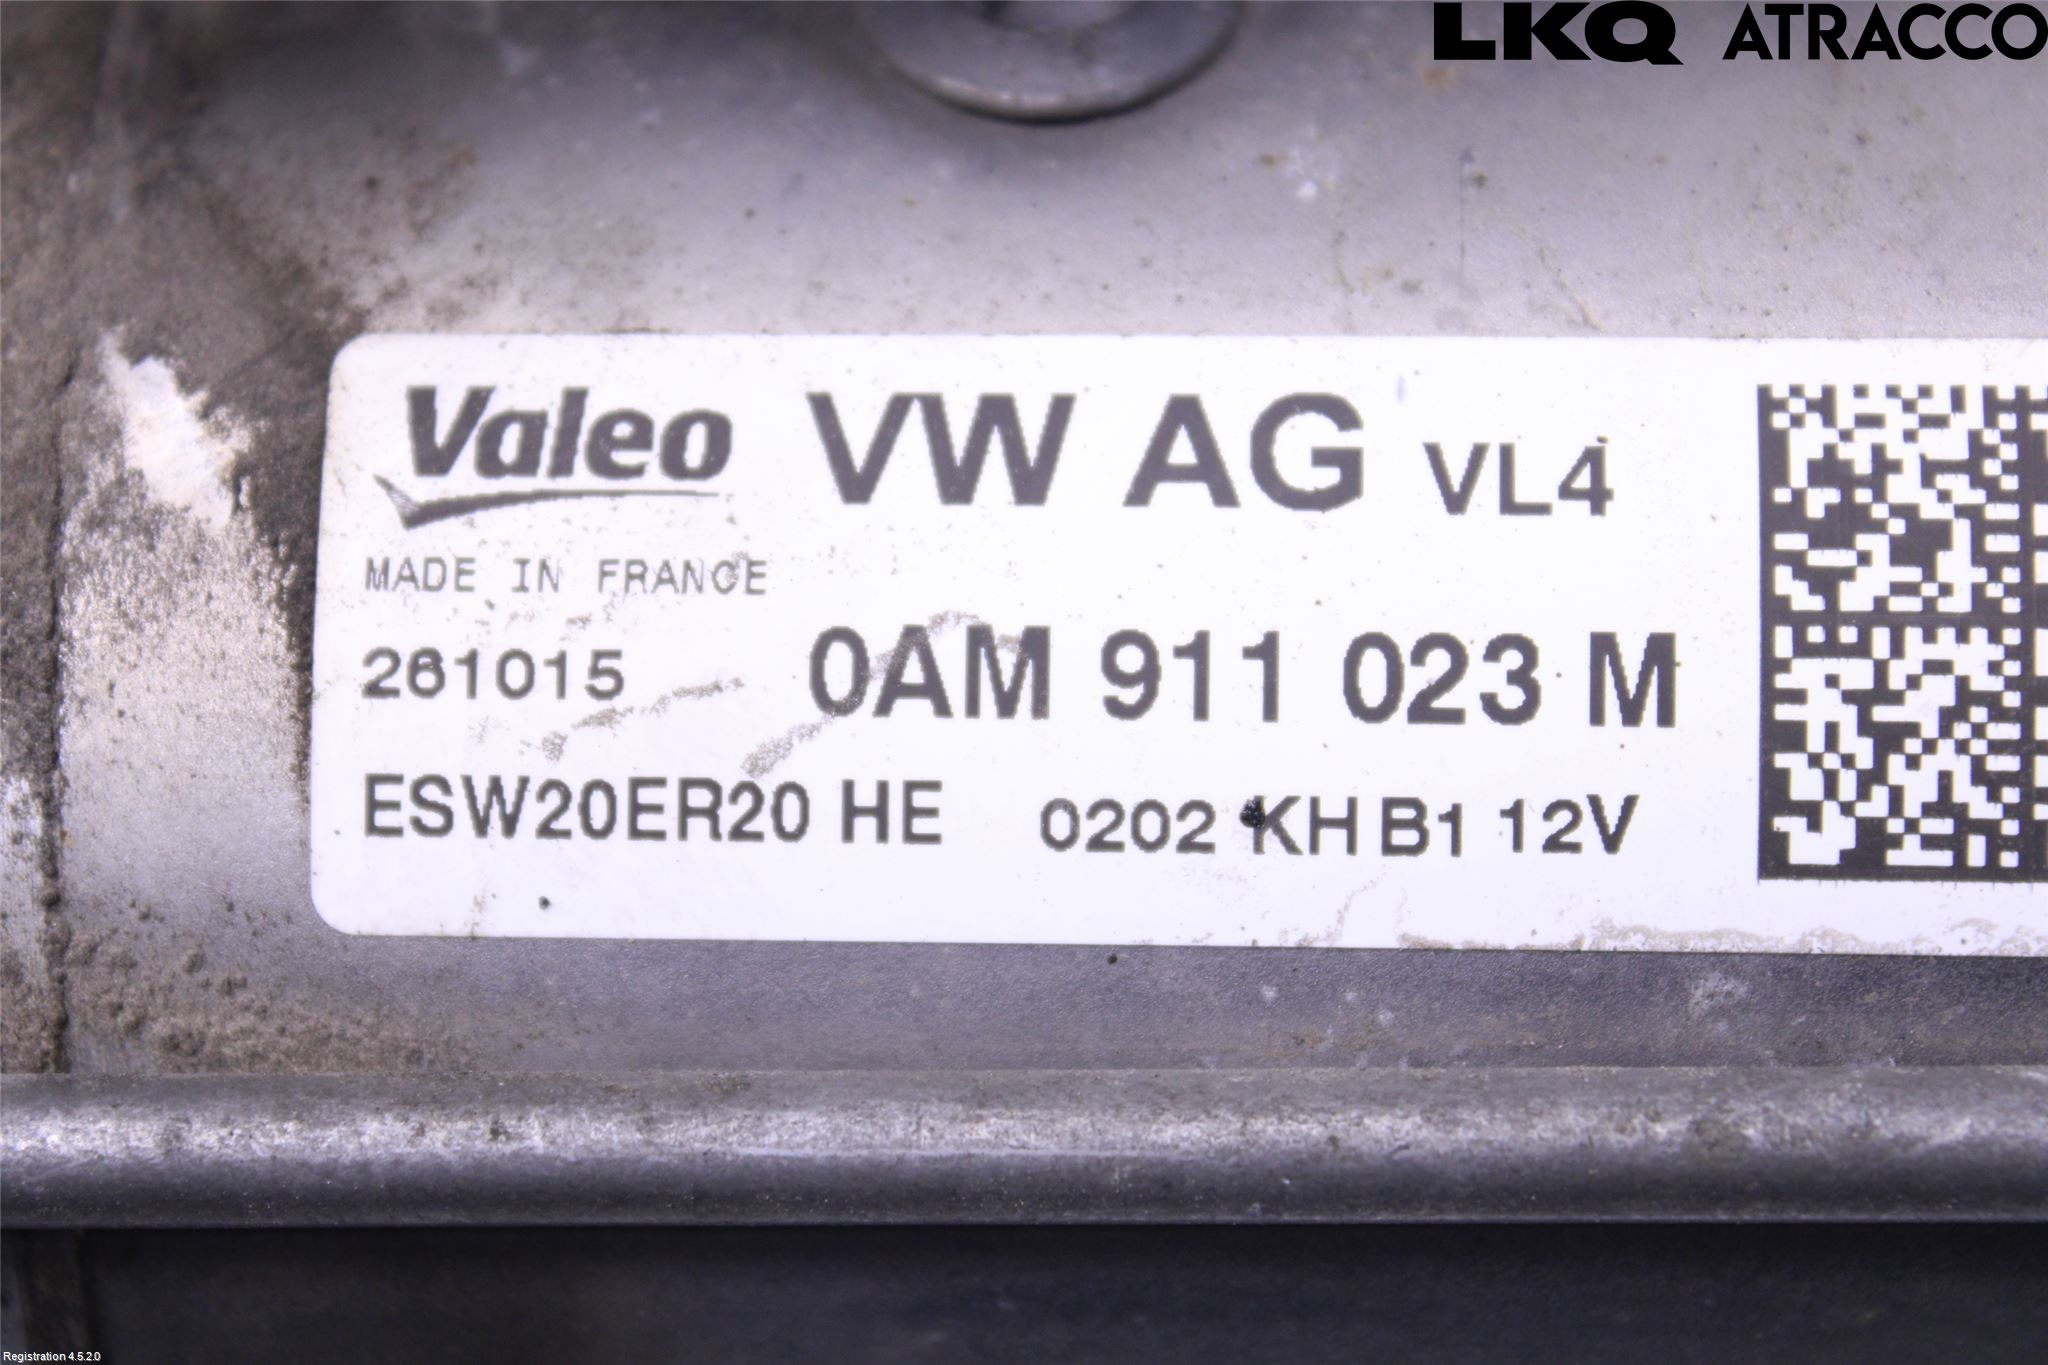 LKQ ATRACCO
Valeo VW AG VL4
MADE IN FRANCE
261015 0AM 911 023 M
ESW20ER20 HE 0202 KH B1 12V
Registration 4.5.2.0